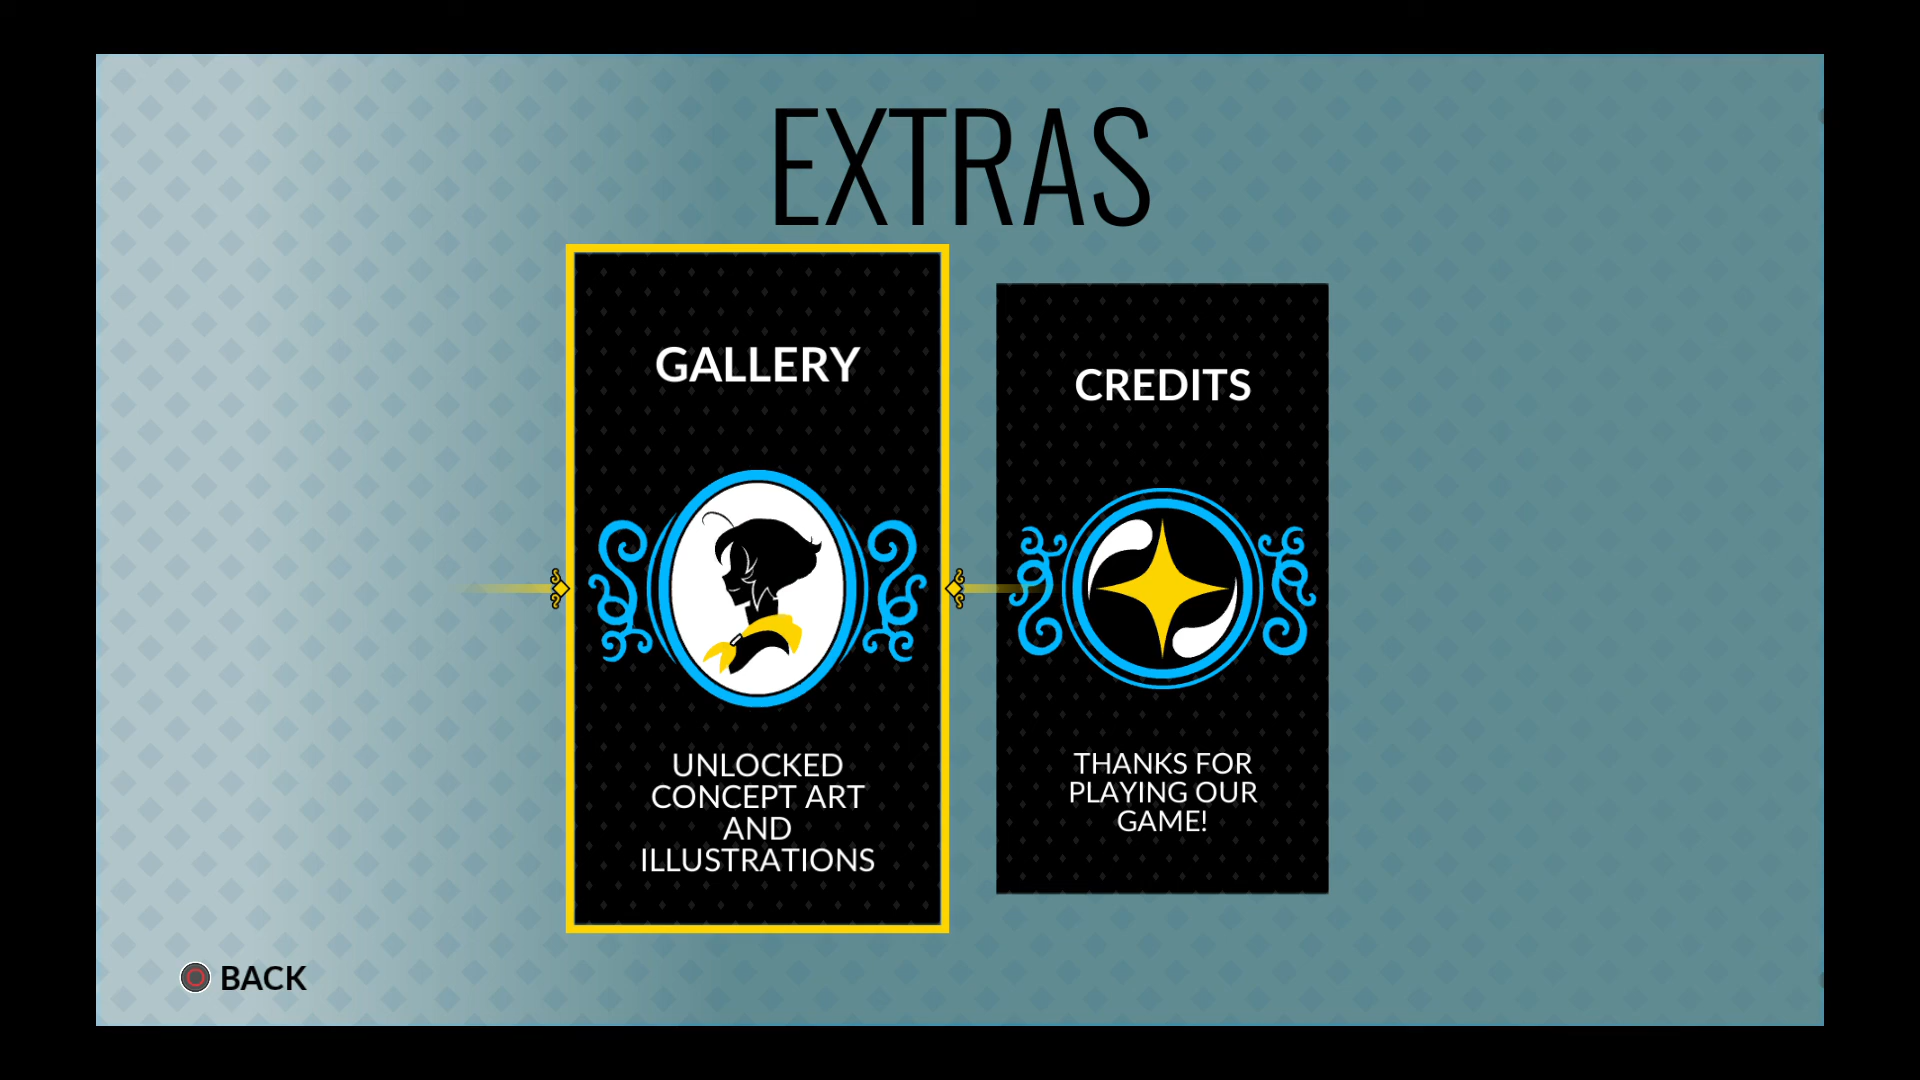 EXTRAS
GALLERY
UNLOCKED
CONCEPT ART
AND
ILLUSTRATIONS
CREDITS
THANKS FOR
PLAYING OUR
GAME!
BACK